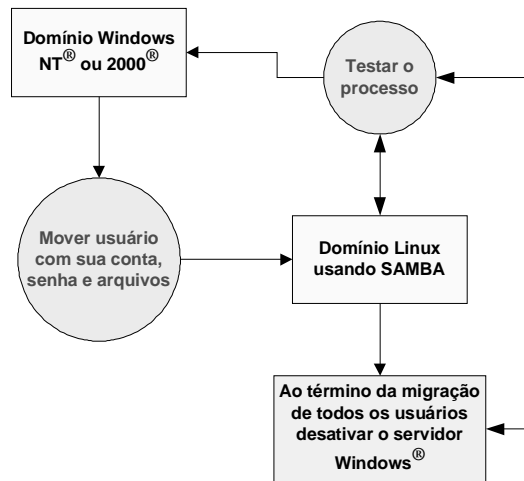 Domínio Windows
NT® ou 2000®
Testar o
processo
Mover usuário
com sua conta,
senha e arquivos
Domínio Linux
usando SAMBA
Ao término da migração
de todos os usuários
desativar o servidor
Windows®